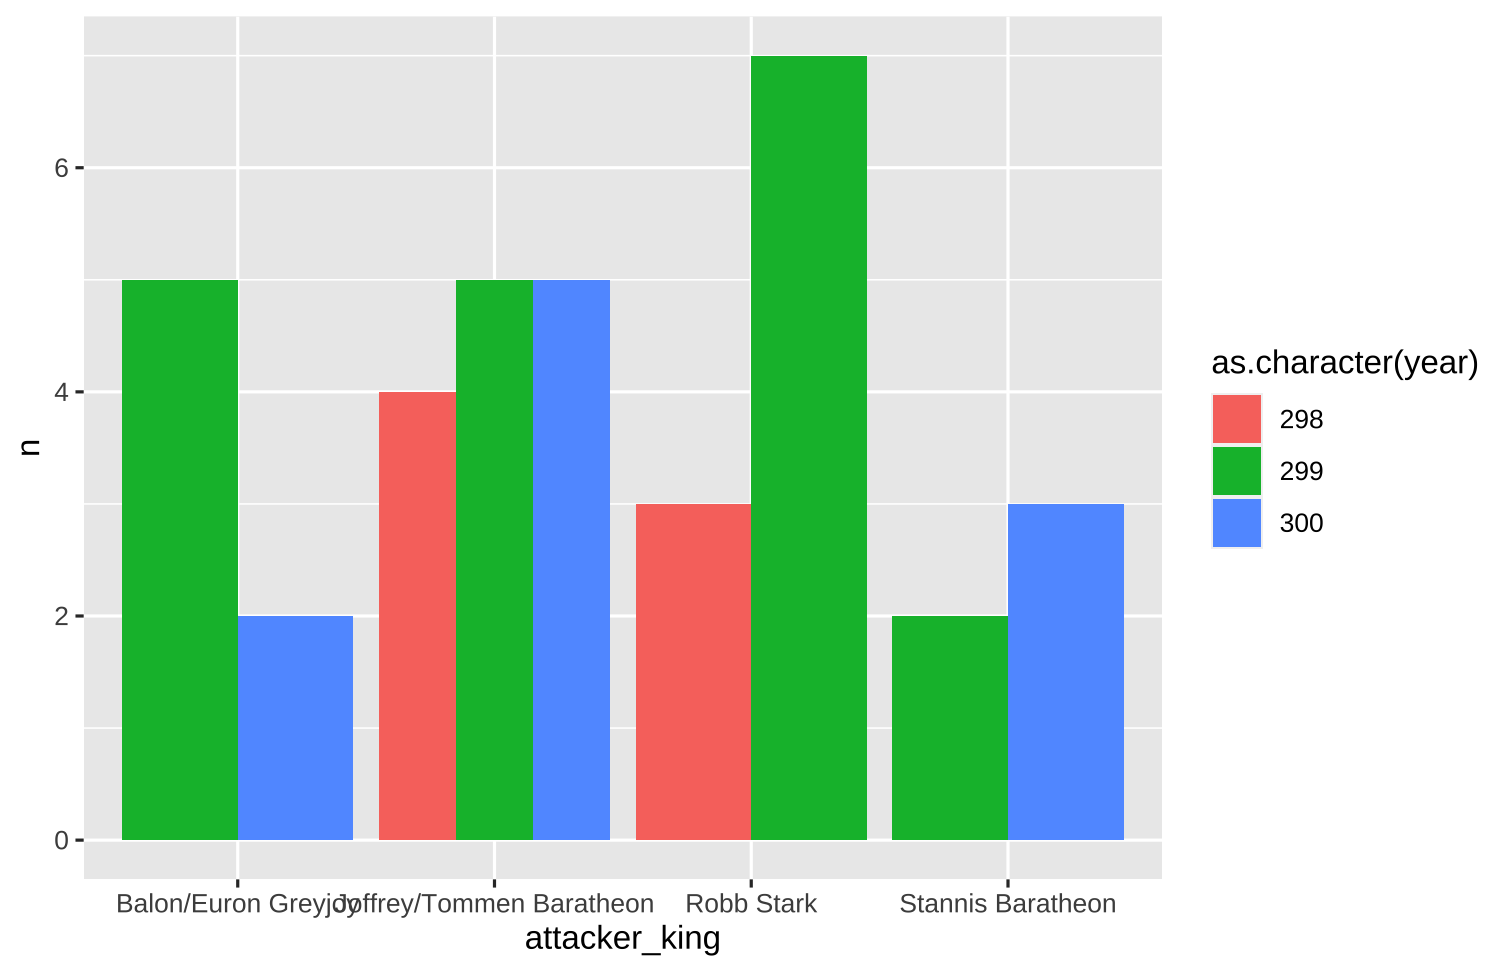 6
4
2
0
n
Balon/Euron Greyjoy
Joffrey/Tommen Baratheon
Robb Stark
Stannis Baratheon
attacker_king
as.character(year)
298
299
300